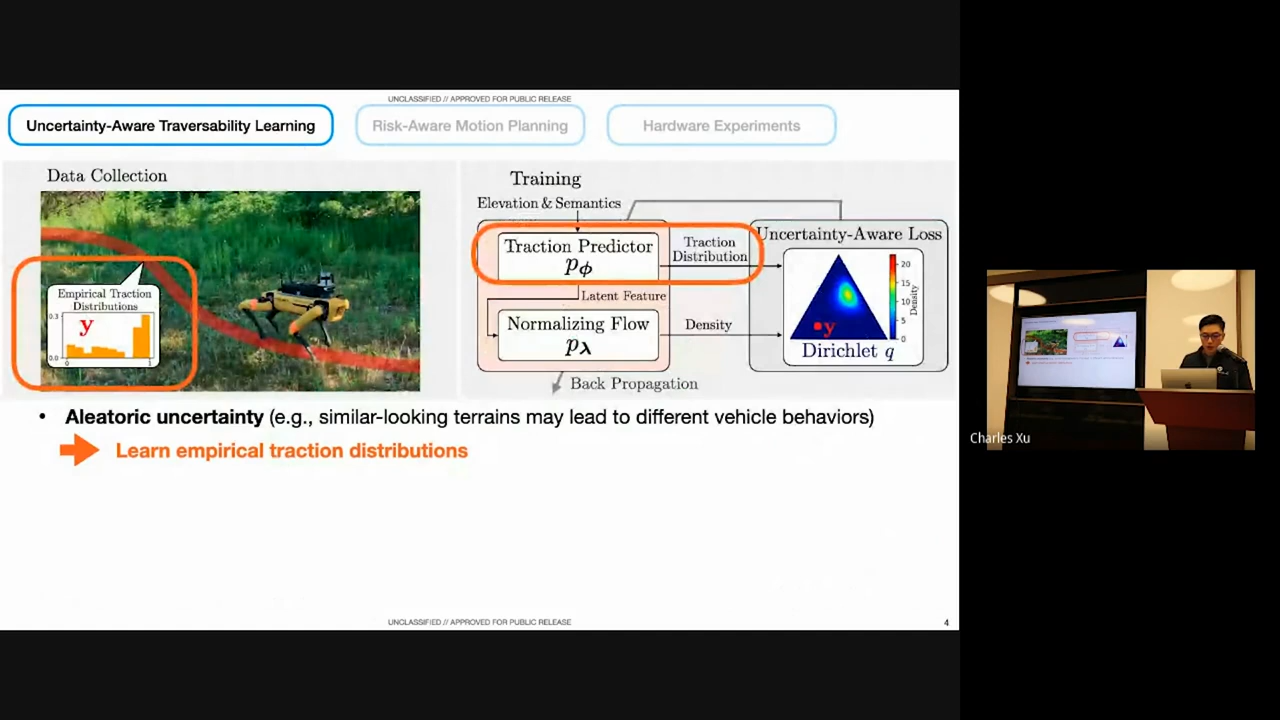 UNCLASSIFIED // APPROVED FOR PUBLIC RELEASE
Uncertainty-Aware Traversability Learning
Risk-Aware Motion Planning
Hardware Experiments
Data Collection
Empirical Traction
Distributions
y
0.3
0.0
0
1
Training
Elevation & Semantics
Traction Predictor
pϕ
Traction
Distribution
Latent Feature
Normalizing Flow
pλ
Density
Back Propagation
Uncertainty-Aware Loss
y
20
15
10
5
0
Density
Dirichlet q
• Aleatoric uncertainty (e.g., similar-looking terrains may lead to different vehicle behaviors)
Learn empirical traction distributions
UNCLASSIFIED // APPROVED FOR PUBLIC RELEASE
4
Charles Xu